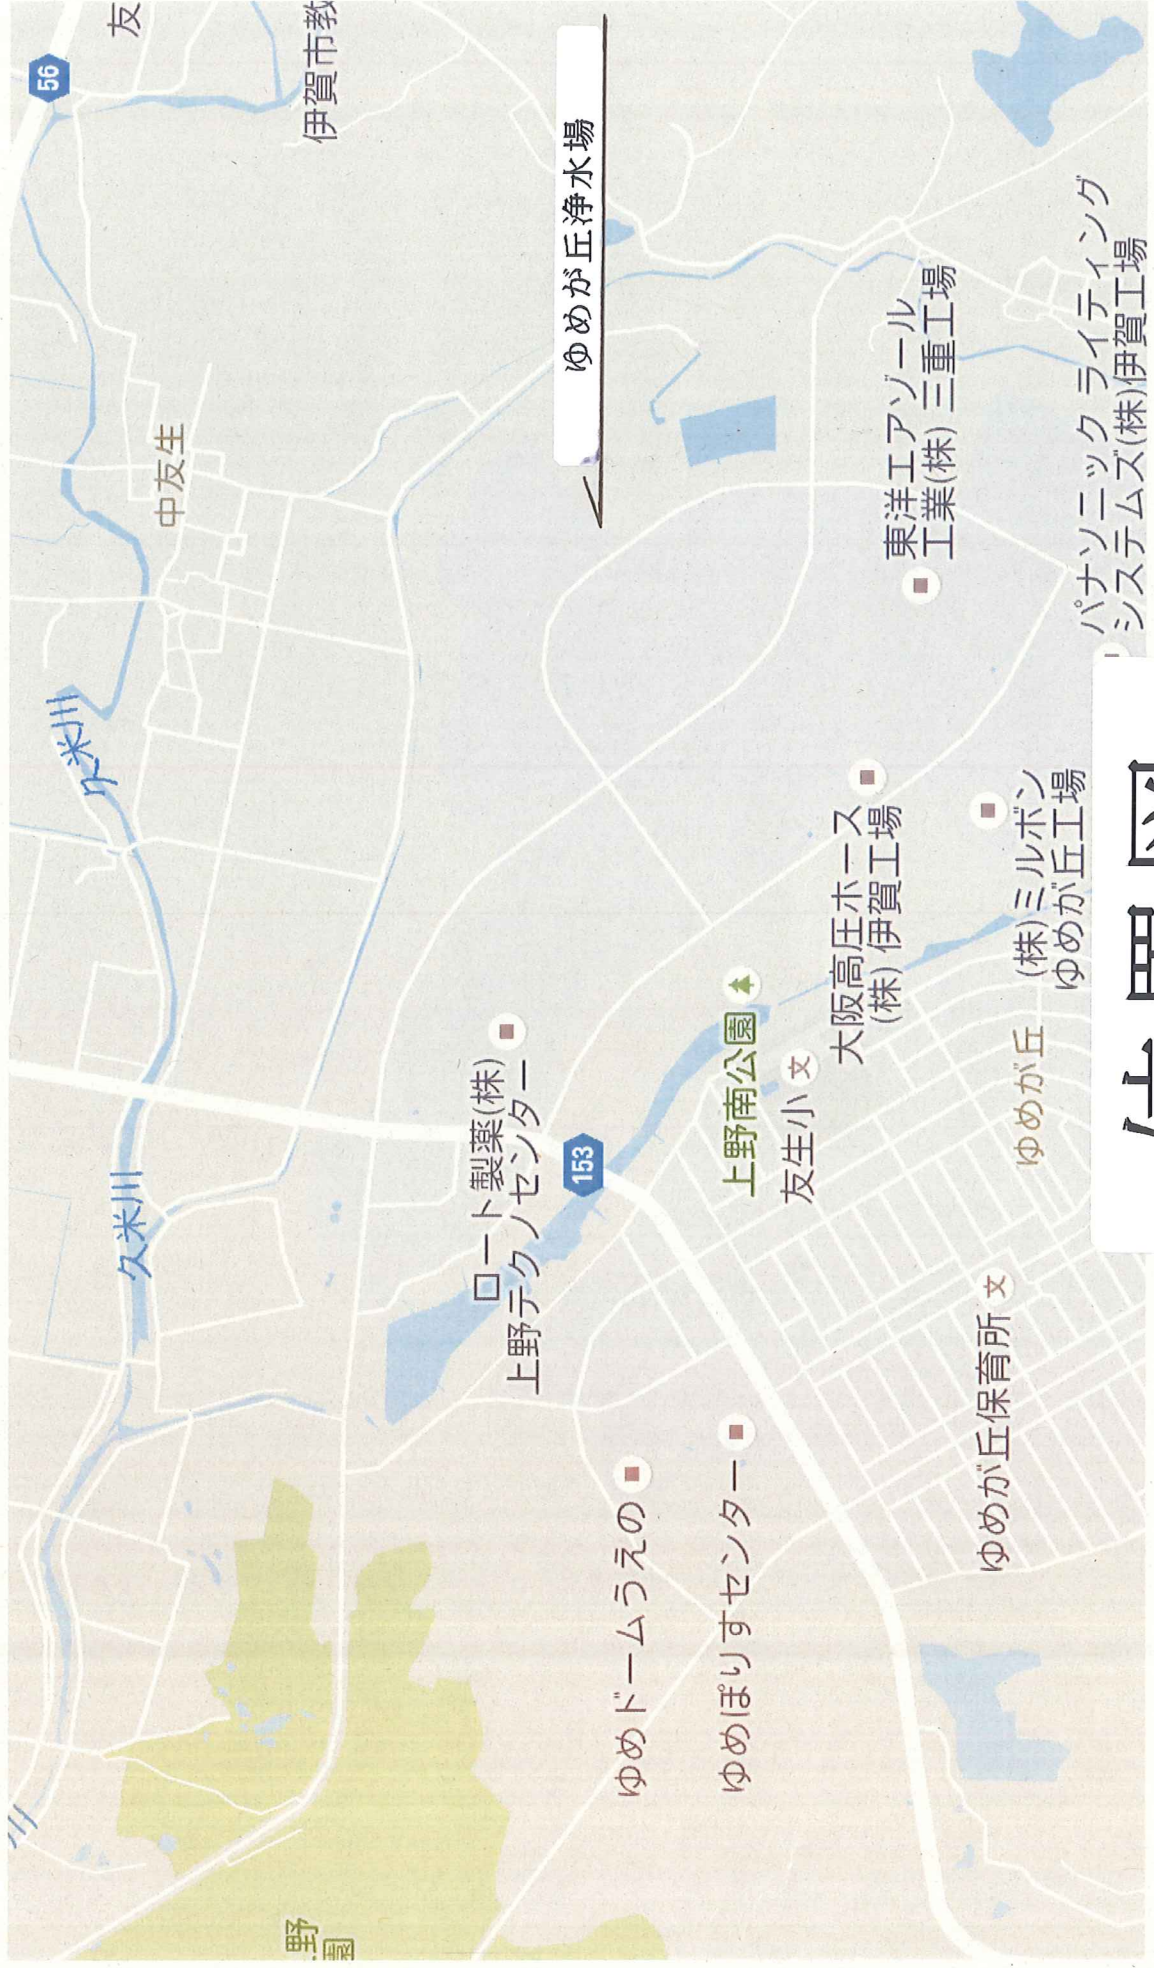 川
56
久米川
友
久米川
中友生
野
園
伊賀市教
ロート製薬(株)
上野テクノセンター
153
ゆめが丘浄水場
ゆめドームうえの
ゆめぽりすセンター
上野南公園
友生小 文
大阪高圧ホース
(株) 伊賀工場
東洋エアゾール
工業(株) 三重工場
ゆめが丘保育所 文
ゆめが丘
(株)ミルボン
ゆめが丘工場
パナソニック ライティング
システムズ(株)伊賀工場